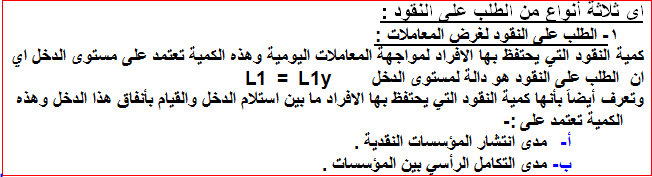 اى ثلاثة أنواع من الطلب على النقود :
١- الطلب على النقود لغرض المعاملات :
كمية النقود التي يحتفظ بها الافراد لمواجهة المعاملات اليومية وهذه الكمية تعتمد على مستوى الدخل اي
ان الطلب على النقود هو دالة لمستوى الدخل L1 = L1y
وتعرف أيضاً بأنها كمية النقود التي يحتفظ بها الافراد ما بين استلام الدخل والقيام بأنفاق هذا الدخل وهذه
الكمية تعتمد على :-
أ- مدى انتشار المؤسسات النقدية .
ب- مدى التكامل الرأسي بين المؤسسات .